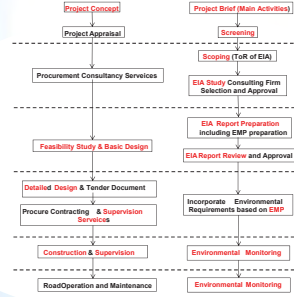 Project Concept
Project Brief (Main Activities)
Project Appraisal
Screening
Scoping (ToR of EIA)
Procurement Consultancy Services
EIA Study Consulting Firm
Selection and Approval
EIA Report Preparation
including EMP preparation
Feasibility Study & Basic Design
EIA Report Review and Approval
Detailed Design & Tender Document
Procure Contracting & Supervision
Serveices
Incorporate Environmental
Requirements based on EMP
Construction & Supervision
Environmental Monitoring
RoadOperation and Maintenance
Environmental Monitoring